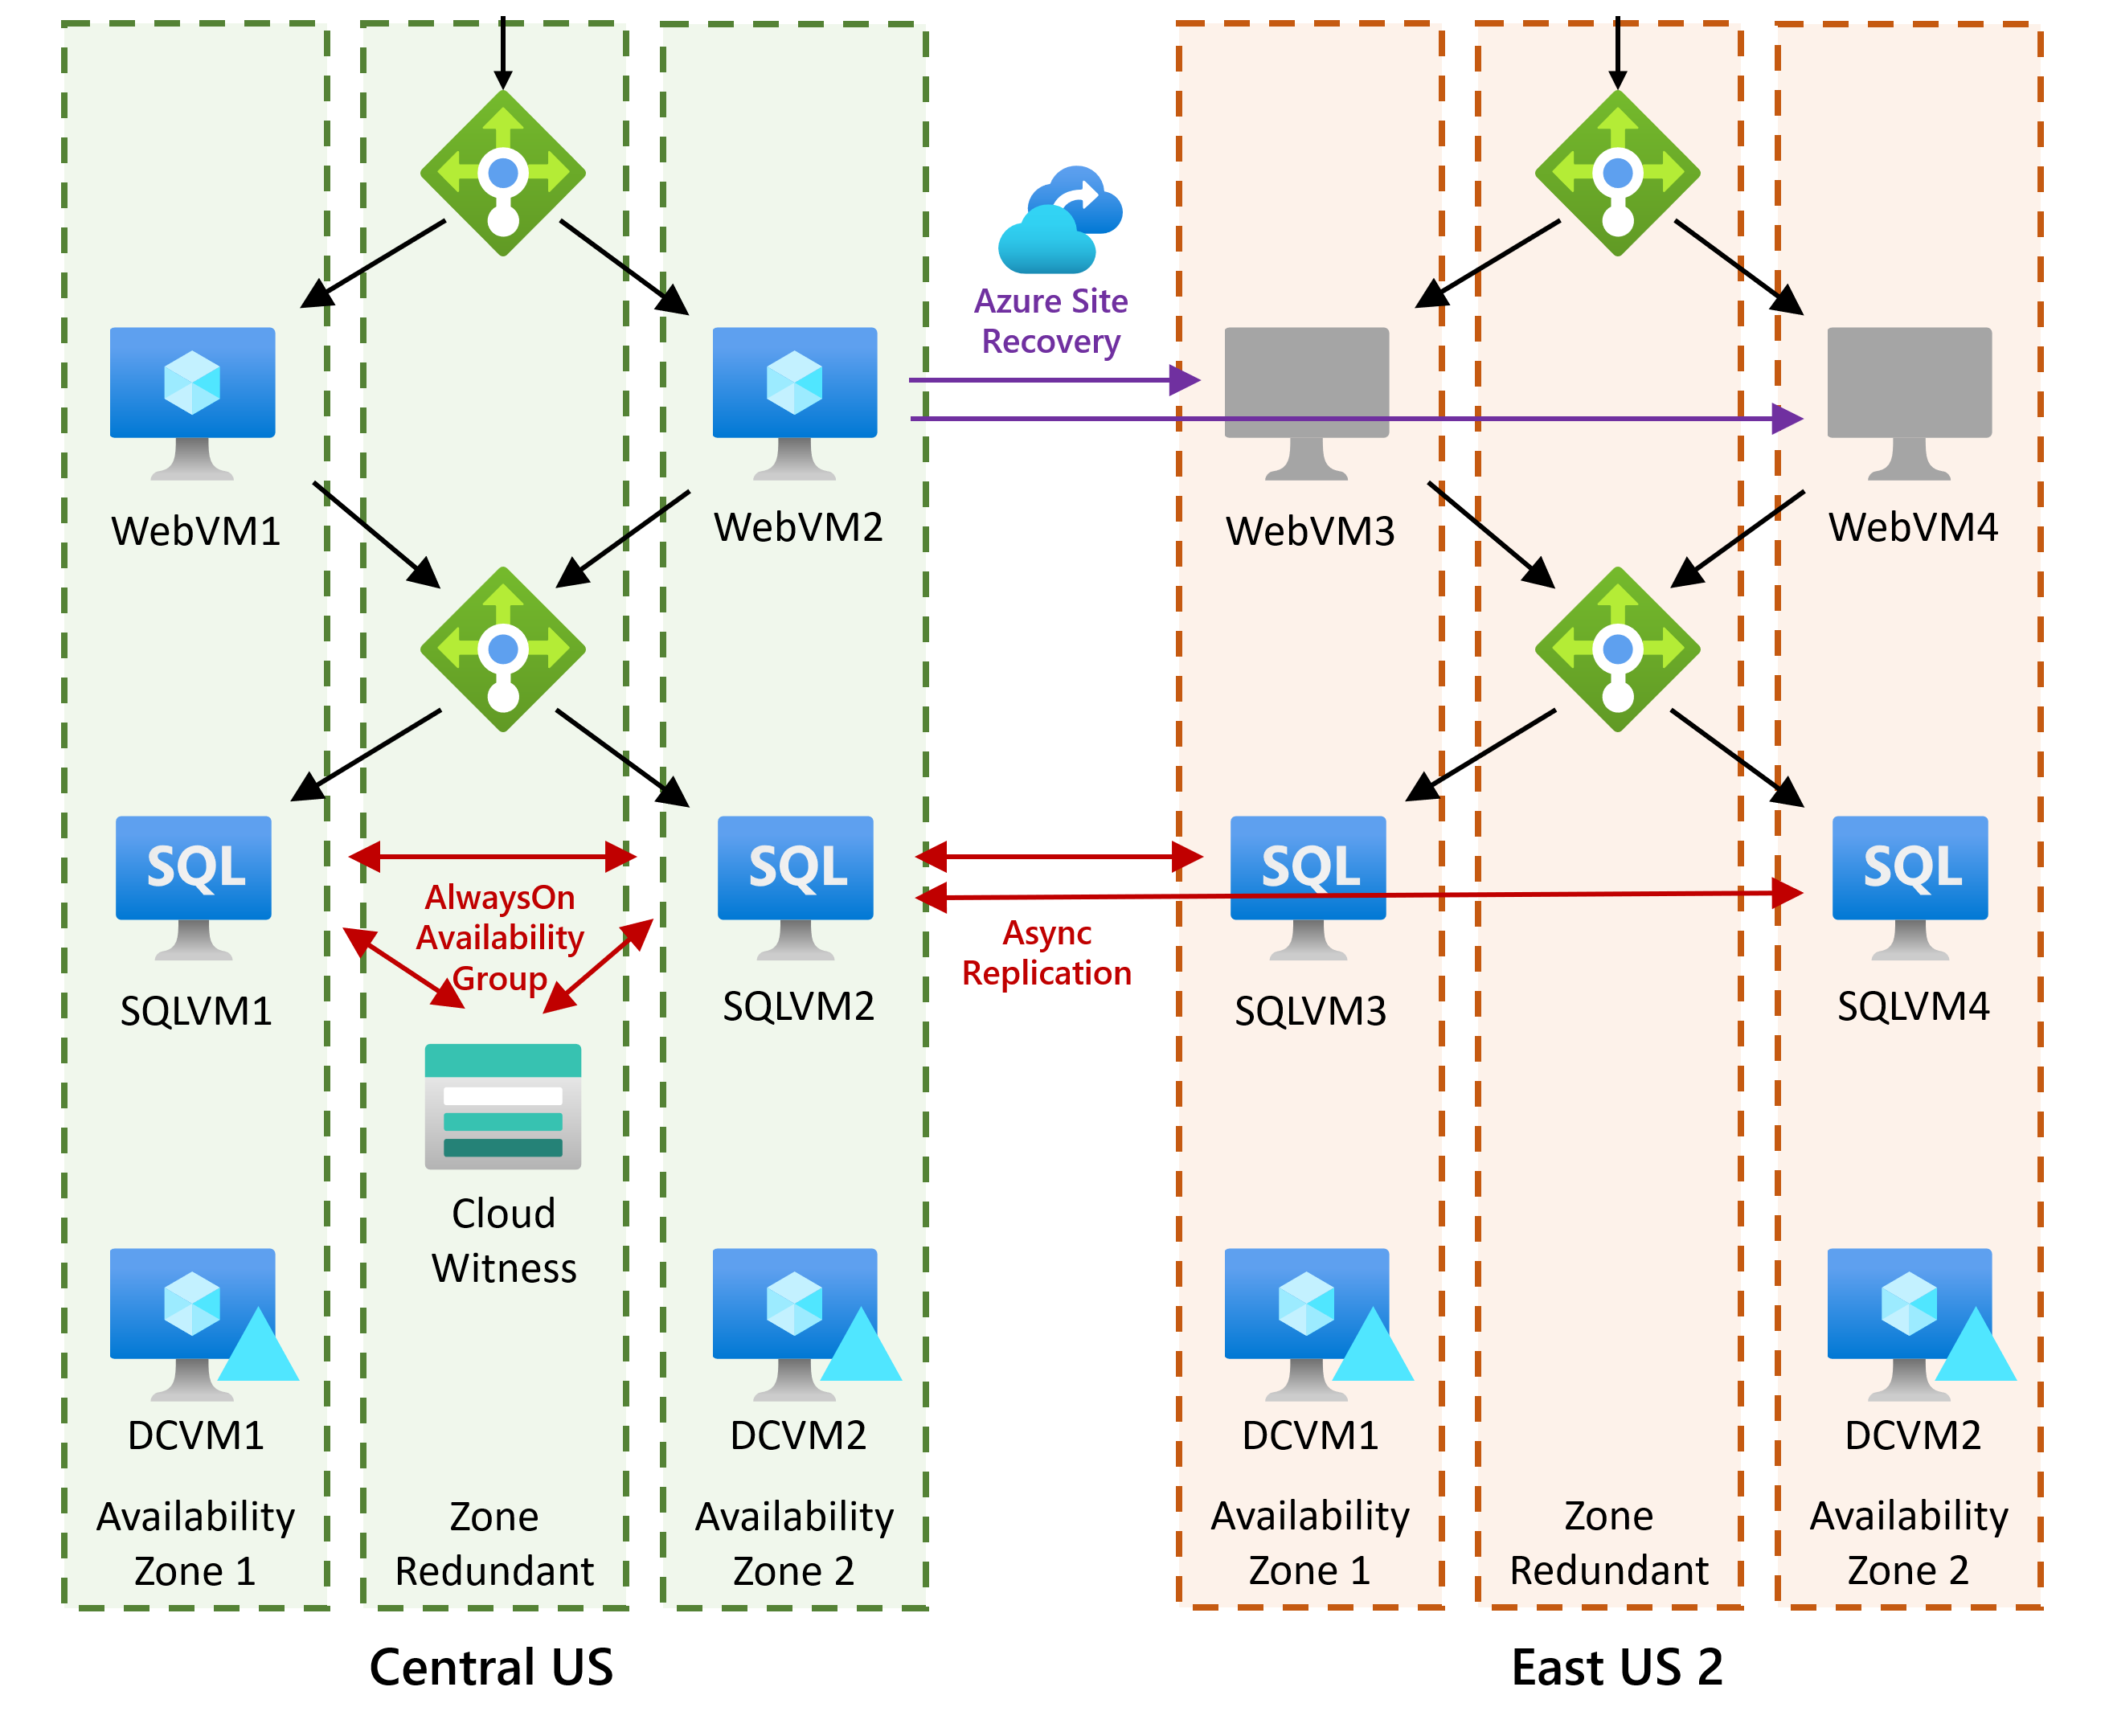 Azure Site
Recovery
WebVM1
WebVM2
WebVM3
WebVM4
SQL
SQL
SQL
SQL
AlwaysOn
Availability
Group
Async
Replication
SQLVM1
SQLVM2
SQLVM3
SQLVM4
Cloud
Witness
DCVM1
DCVM2
DCVM1
DCVM2
Availability
Zone 1
Zone
Redundant
Availability
Zone 2
Availability
Zone 1
Zone
Redundant
Availability
Zone 2
Central US
East US 2